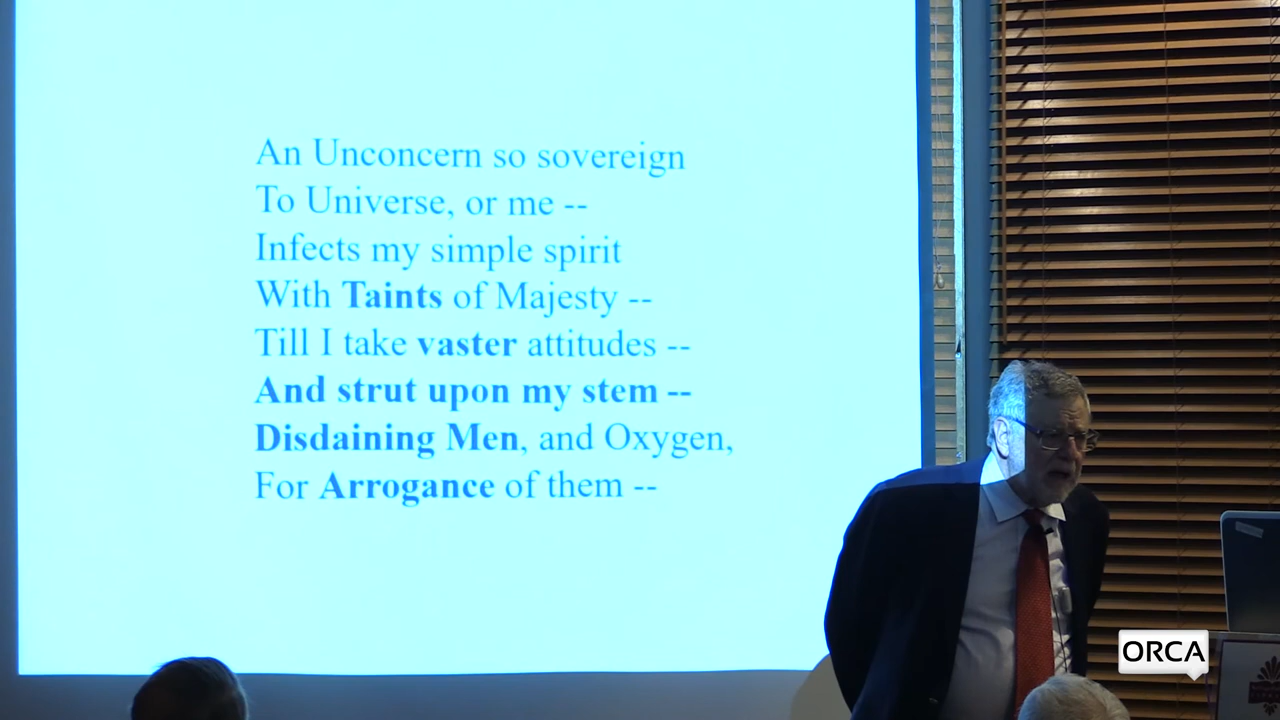 An Unconcern so sovereign
To Universe, or me --
Infects my simple spirit
With Taints of Majesty --
Till I take vaster attitudes --
And strut upon my stem --
Disdaining Men, and Oxygen,
For Arrogance of them --
ORCA